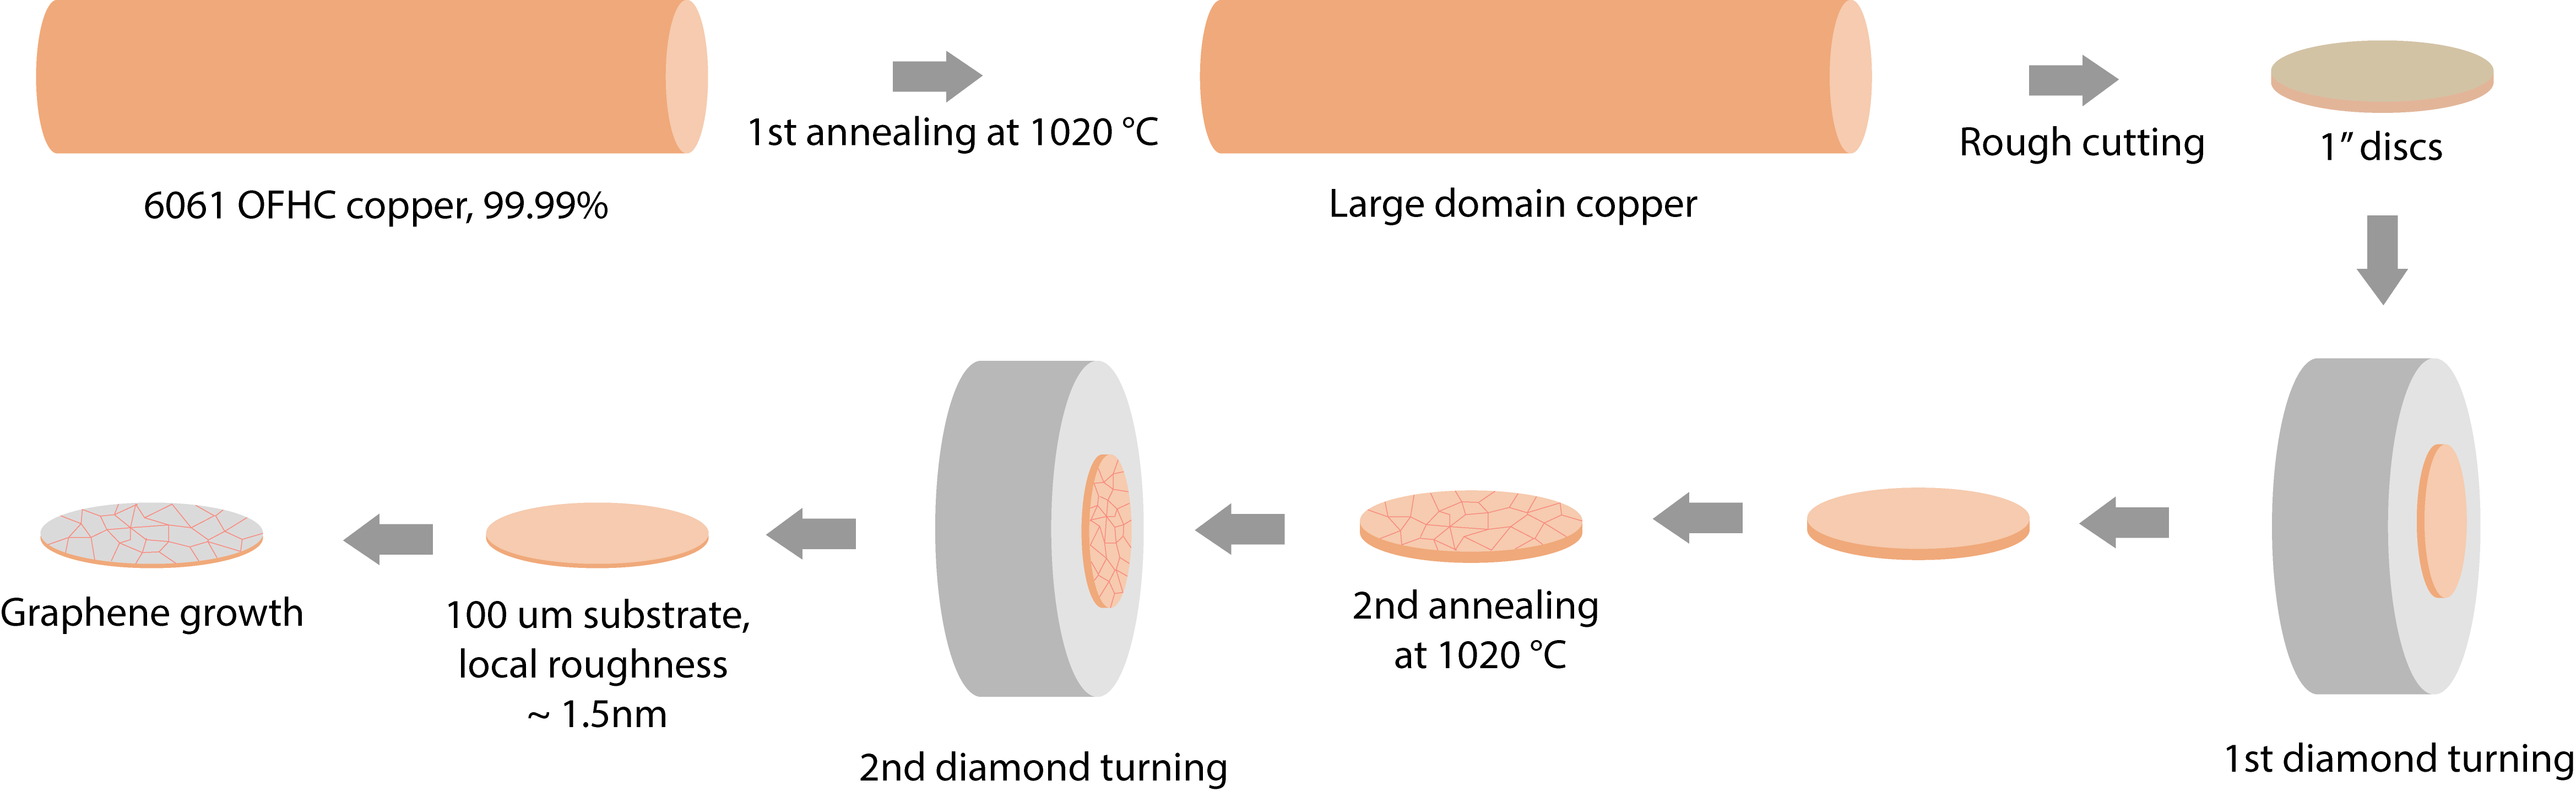 1st annealing at 1020 °C
Rough cutting
1” discs
6061 OFHC copper, 99.99%
Large domain copper
Graphene growth
100 um substrate,
local roughness
~ 1.5nm
2nd diamond turning
2nd annealing
at 1020 °C
1st diamond turning